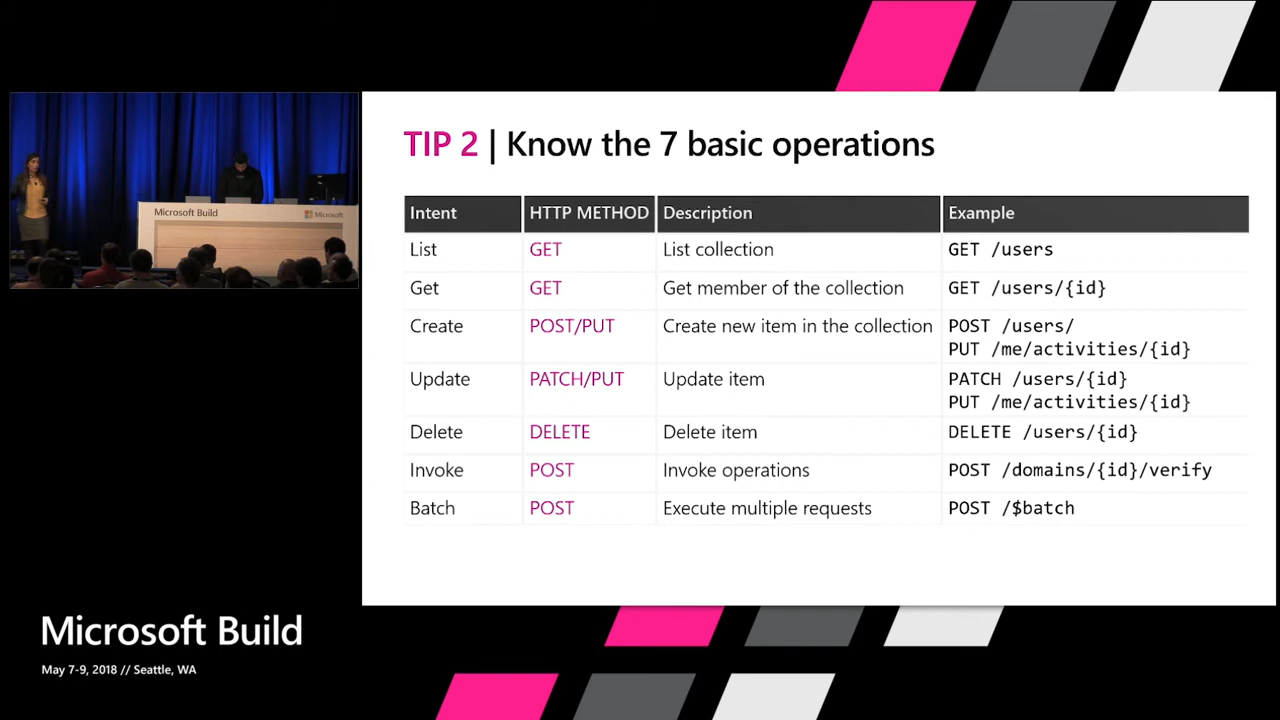 TIP 2 | Know the 7 basic operations
Intent HTTP METHOD Description Example
List GET List collection GET /users
Get GET Get member of the collection GET /users/{id}
Create POST/PUT Create new item in the collection POST /users/
PUT /me/activities/{id}
Update PATCH/PUT Update item PATCH /users/{id}
PUT /me/activities/{id}
Delete DELETE Delete item DELETE /users/{id}
Invoke POST Invoke operations POST /domains/{id}/verify
Batch POST Execute multiple requests POST /$batch
Microsoft Build
Microsoft
Microsoft Build
May 7-9, 2018 // Seattle, WA